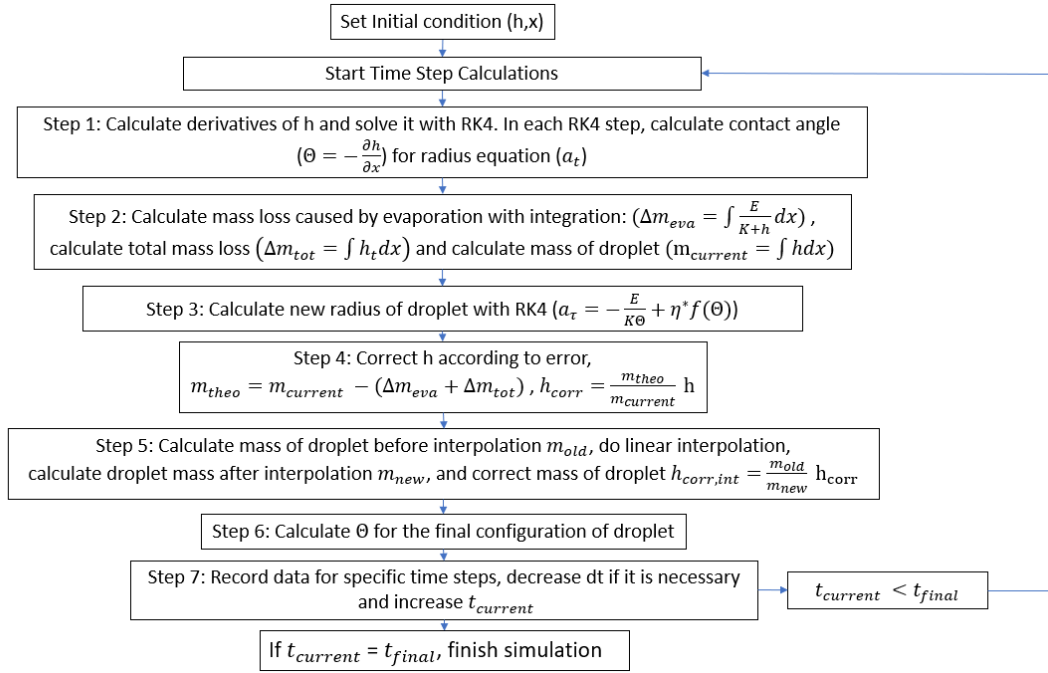 Set Initial condition (h,x)
Start Time Step Calculations
Step 1: Calculate derivatives of h and solve it with RK4. In each RK4 step, calculate contact angle
(Θ = −∂h/∂x) for radius equation (aₜ)
Step 2: Calculate mass loss caused by evaporation with integration: (Δm_eva = ∫ E/(K+h) dx) ,
calculate total mass loss (Δm_tot = ∫ hₜdx) and calculate mass of droplet (m_current = ∫ hdx)
Step 3: Calculate new radius of droplet with RK4 (a_τ = −E/(KΘ) + η*f(Θ))
Step 4: Correct h according to error,
m_theo = m_current − (Δm_eva + Δm_tot) , h_corr = m_theo/m_current h
Step 5: Calculate mass of droplet before interpolation m_old, do linear interpolation,
calculate droplet mass after interpolation m_new, and correct mass of droplet h_corr,int = m_old/m_new h_corr
Step 6: Calculate Θ for the final configuration of droplet
Step 7: Record data for specific time steps, decrease dt if it is necessary
and increase t_current
t_current < t_final
If t_current = t_final, finish simulation